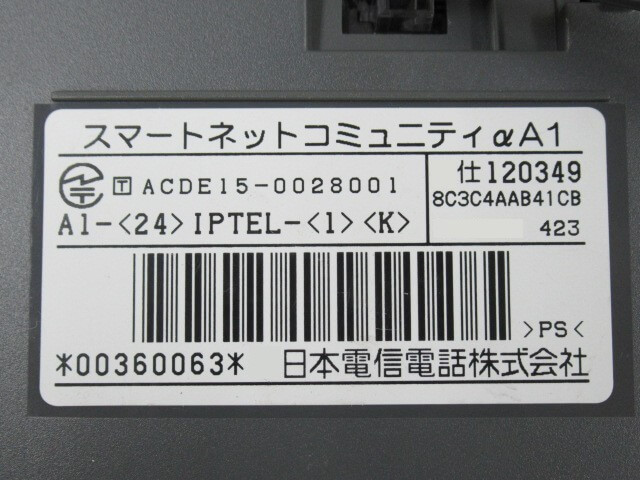 スマートネットコミュニティαA1
T ACDE15-0028001
仕120349
8C3C4AAB41CB
423
A1-<24>IPTEL-<1><K>
>PS<
*00360063*
日本電信電話株式会社